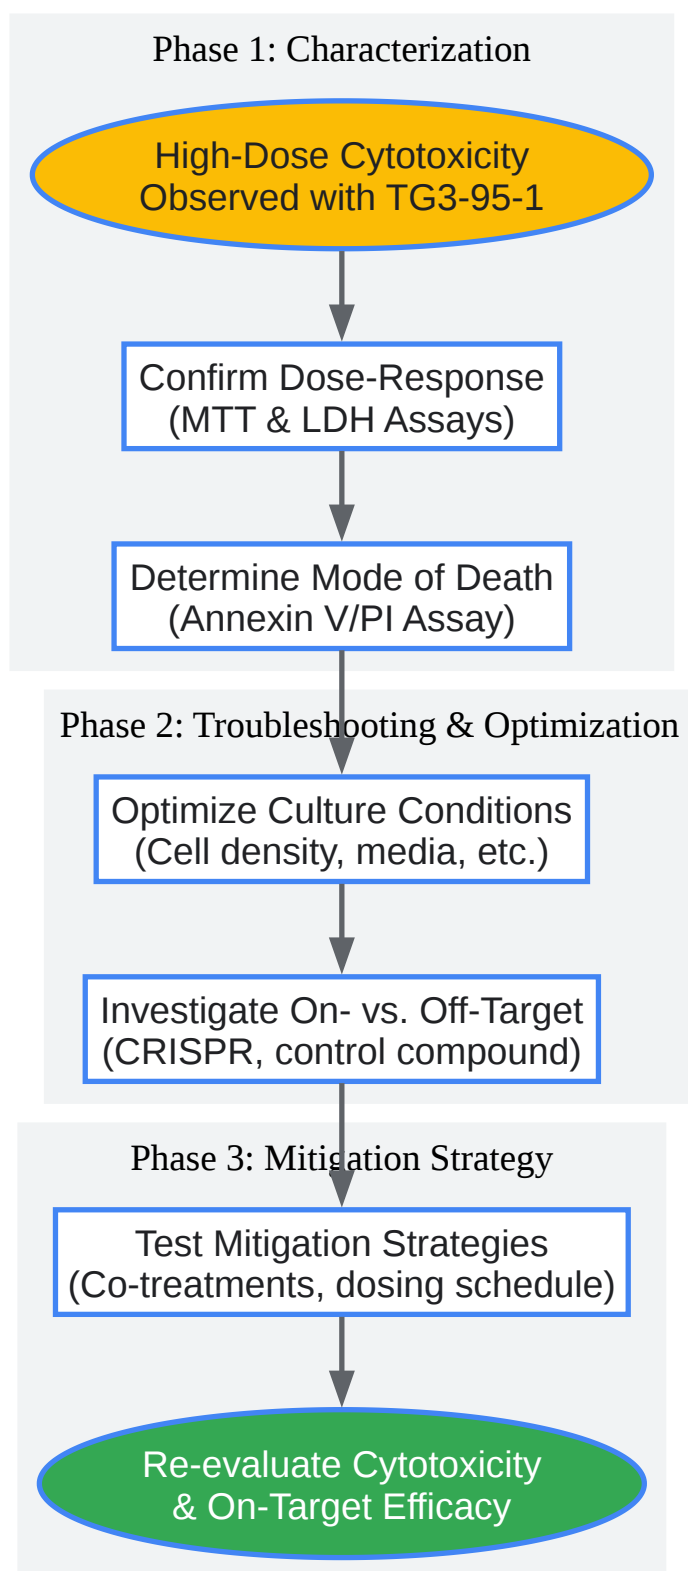 Phase 1: Characterization
High-Dose Cytotoxicity
Observed with TG3-95-1
Confirm Dose-Response
(MTT & LDH Assays)
Determine Mode of Death
(Annexin V/PI Assay)
Phase 2: Troubleshooting & Optimization
Optimize Culture Conditions
(Cell density, media, etc.)
Investigate On- vs. Off-Target
(CRISPR, control compound)
Phase 3: Mitigation Strategy
Test Mitigation Strategies
(Co-treatments, dosing schedule)
Re-evaluate Cytotoxicity
& On-Target Efficacy